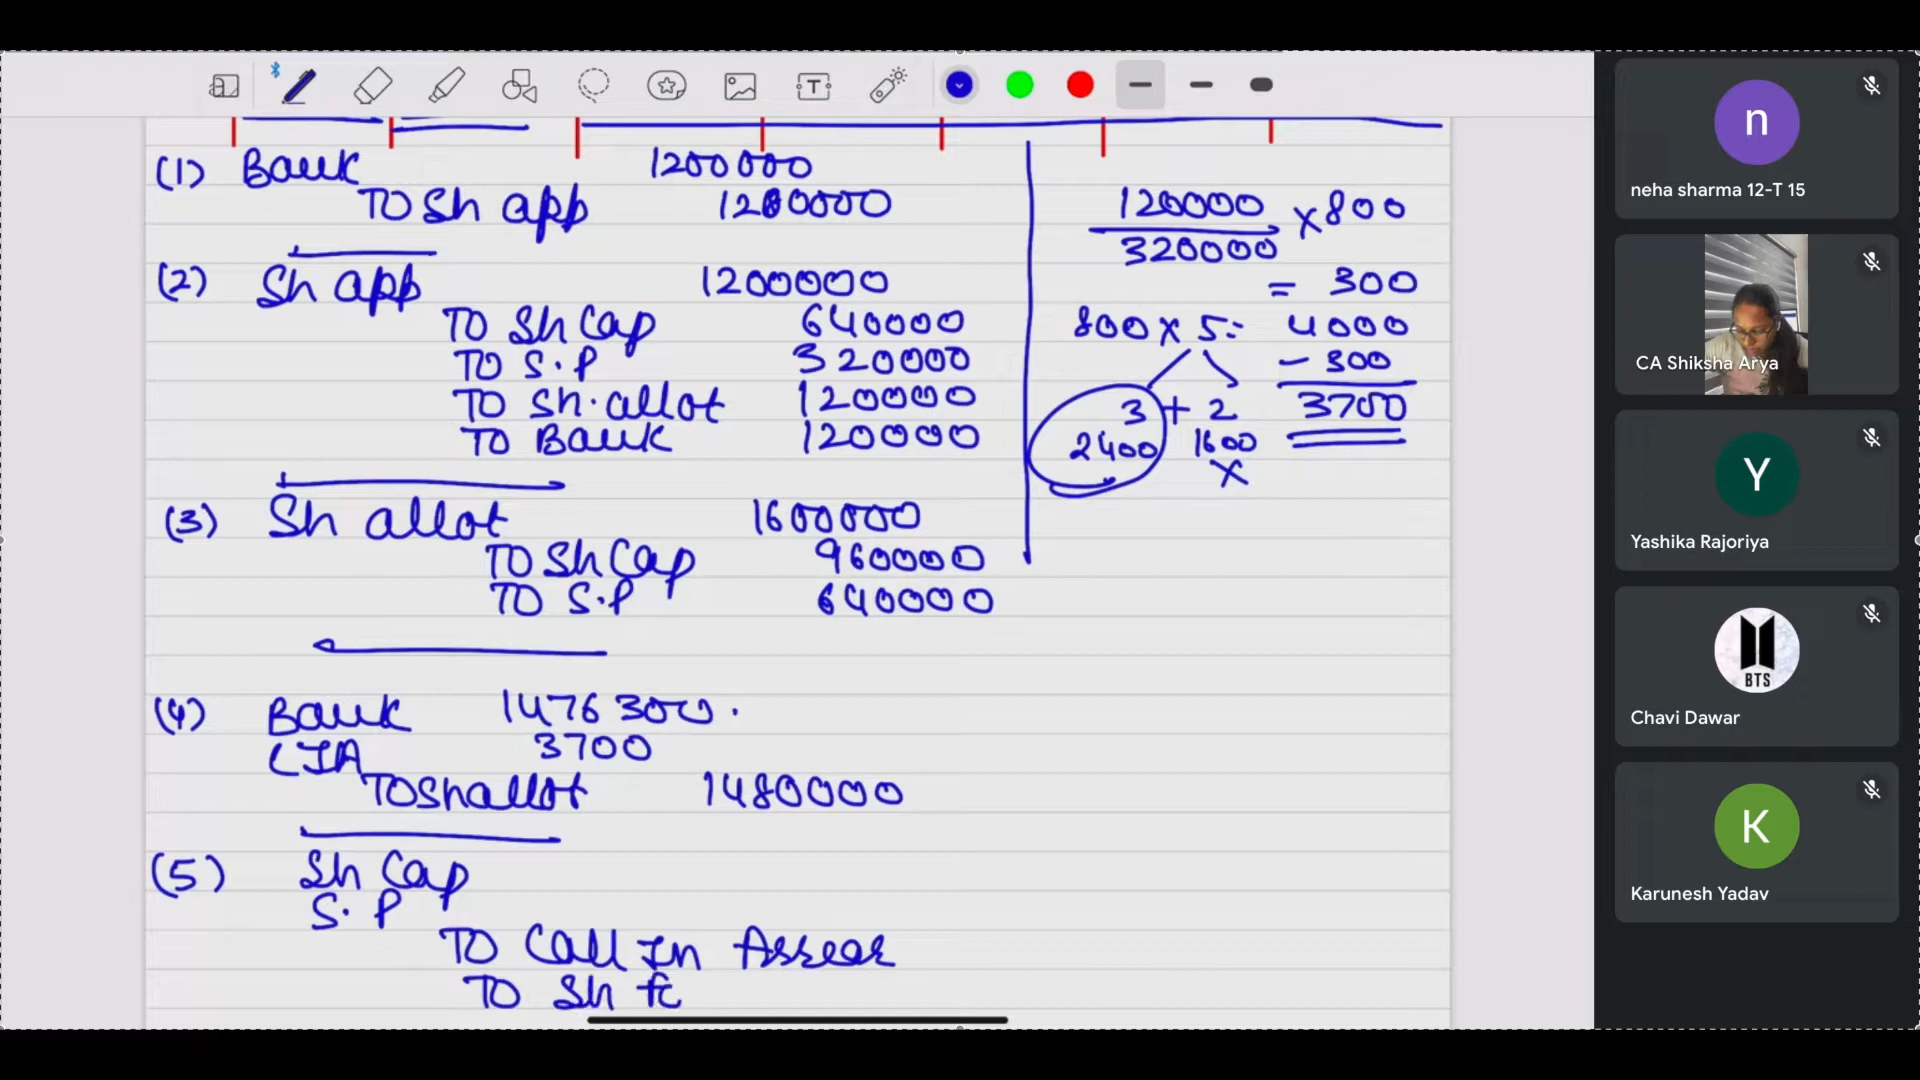 (1) Bank 1200000
To Sh app 1200000
(2) Sh app 1200000
To Sh Cap 640000
To S.P 320000
To Sh.allot 120000
To Bank 120000
(3) Sh allot 1600000
To Sh Cap 960000
To S.P 640000
(4) Bank 1476300.
CIA 3700
To Sh allot 1480000
(5) Sh Cap
S.P
To Call In Arrear
To Sh fc
120000
320000
×800
= 300
800 × 5 = 4000
- 300
3 + 2 3700
2400 1600
X
n
neha sharma 12-T 15
CA Shiksha Arya
Y
Yashika Rajoriya
BTS
Chavi Dawar
K
Karunesh Yadav